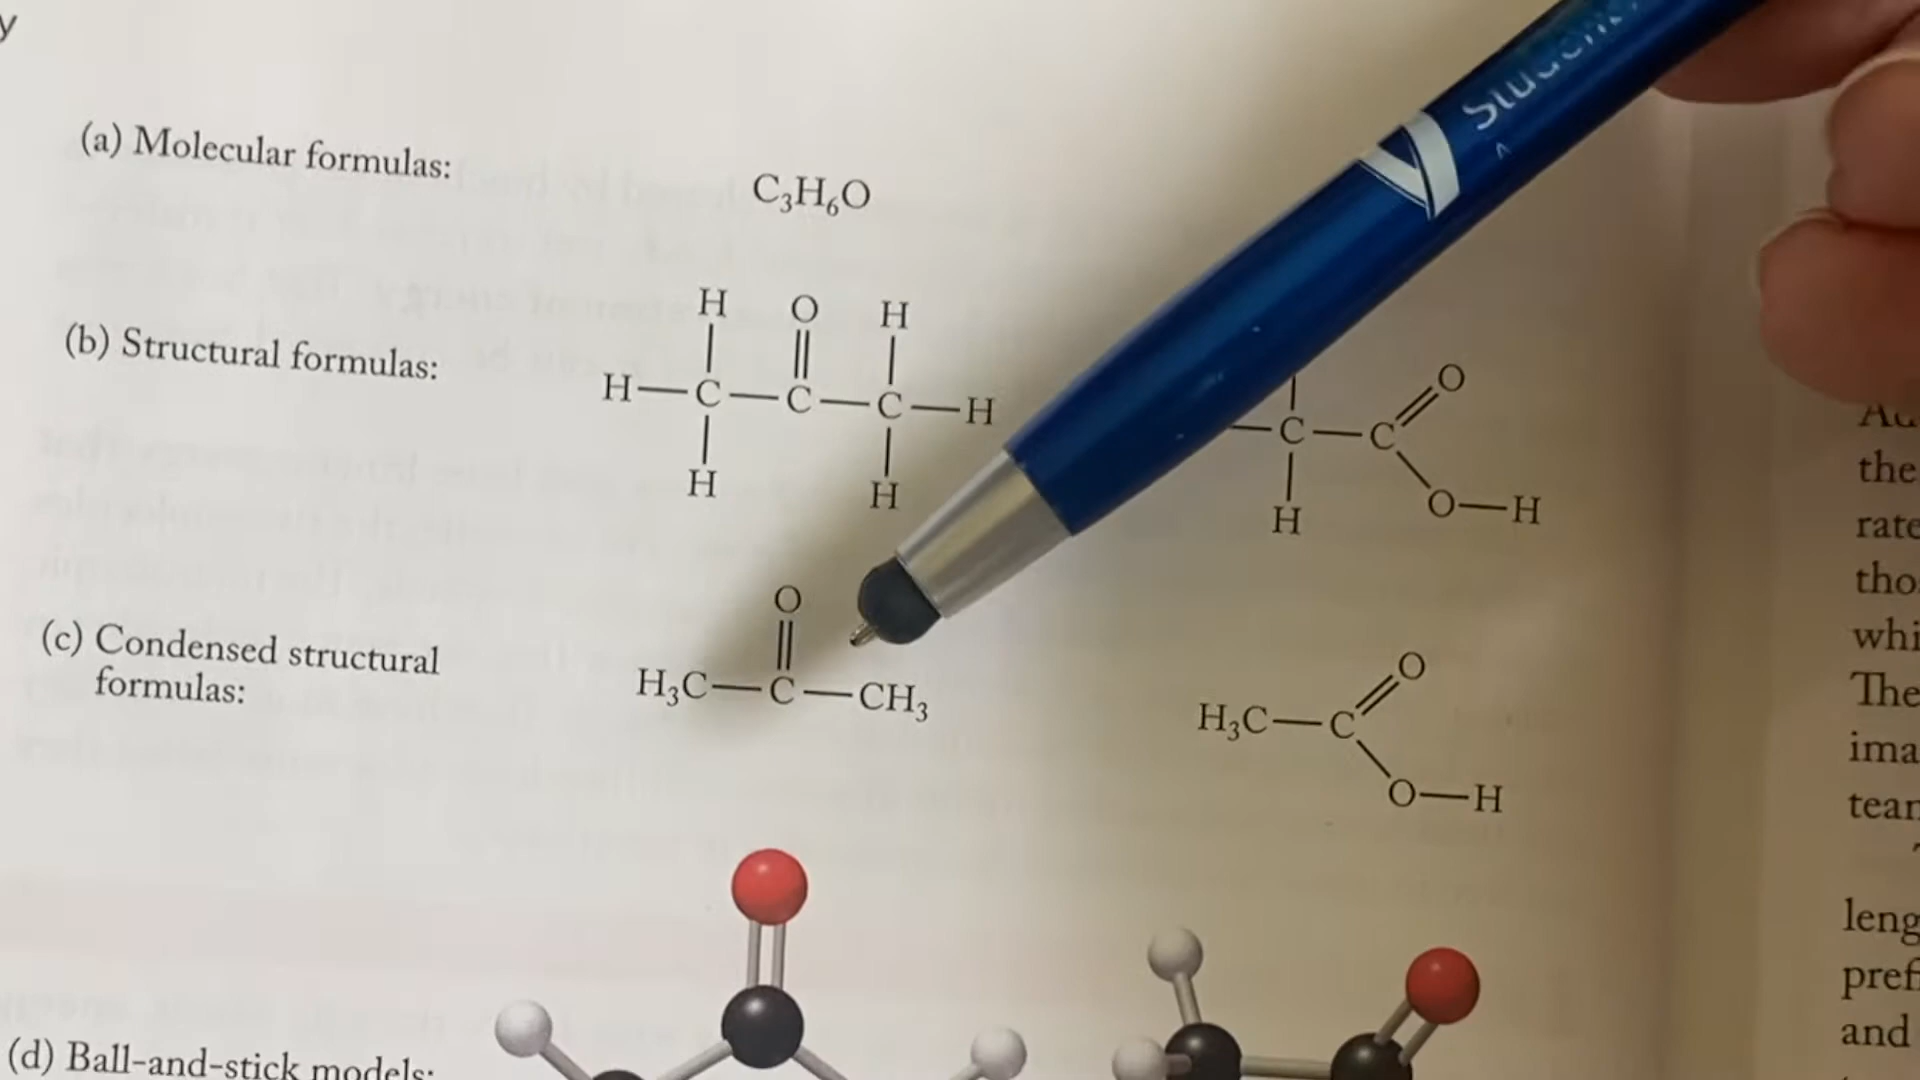 y
(a) Molecular formulas:
C₃H₆O
(b) Structural formulas:
H O H
H—C—C—C—H
H H
O
C—C
H
O—H
(c) Condensed structural
formulas:
O
H₃C—C—CH₃
O
H₃C—C
O—H
(d) Ball-and-stick models:
the
rate
whi
The
ima
leng
pref
and